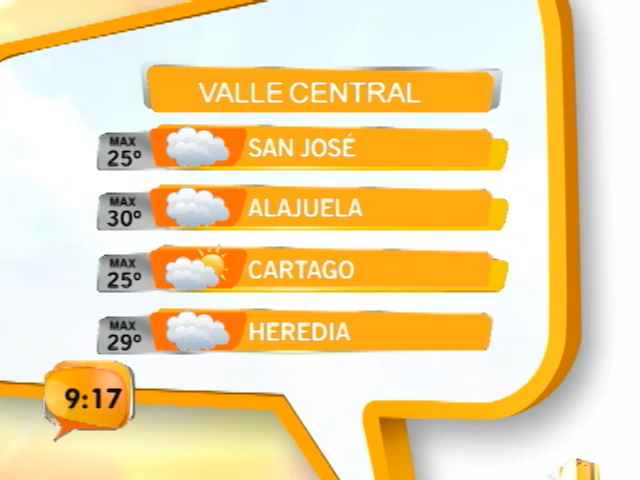 VALLE CENTRAL
MAX
25° SAN JOSÉ
MAX
30° ALAJUELA
MAX
25° CARTAGO
MAX
29° HEREDIA
9:17